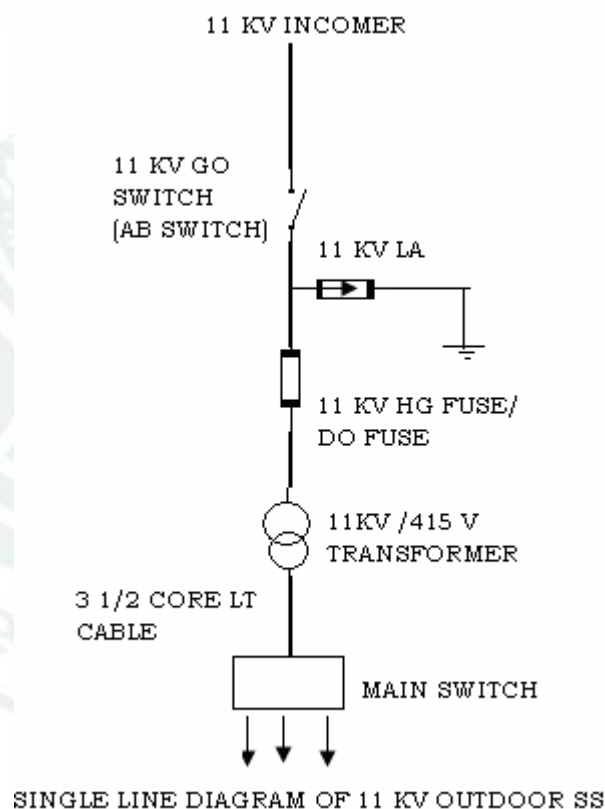 11 KV INCOMER
11 KV GO
SWITCH
(AB SWITCH)
11 KV LA
11 KV HG FUSE/
DO FUSE
11KV /415 V
TRANSFORMER
3 1/2 CORE LT
CABLE
MAIN SWITCH
SINGLE LINE DIAGRAM OF 11 KV OUTDOOR SS